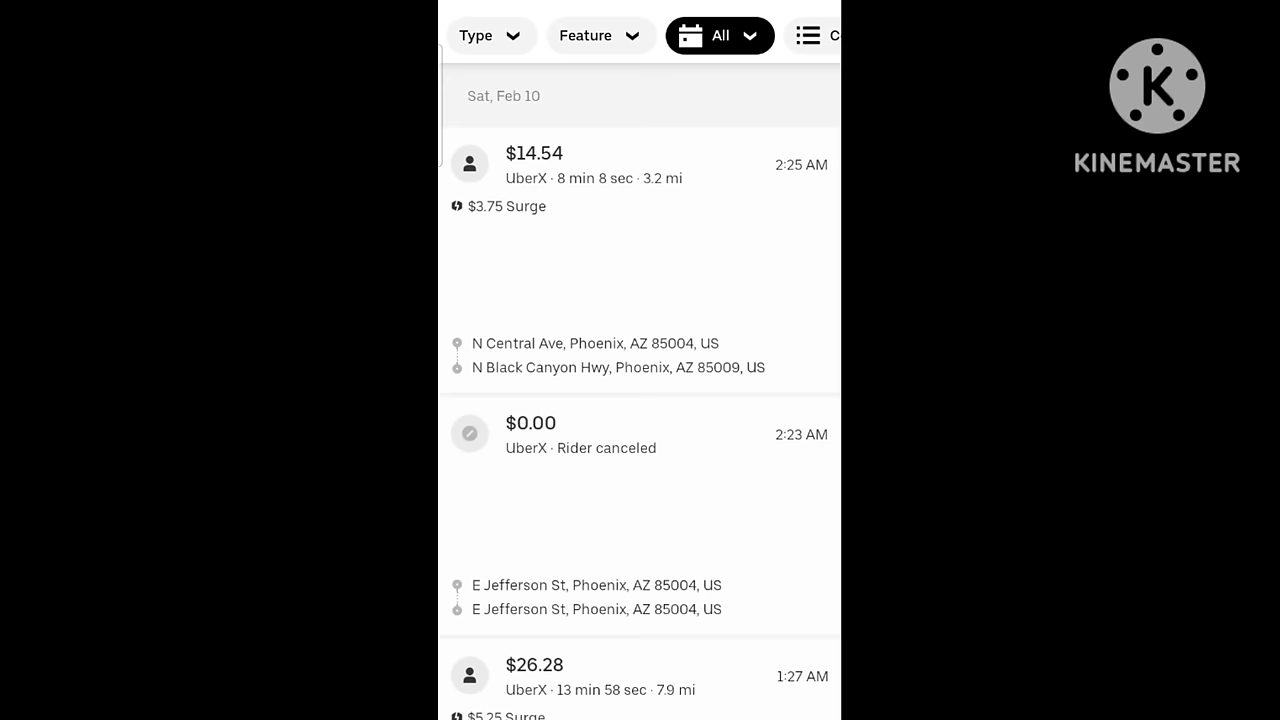 Type
Feature
All
C
Sat, Feb 10
$14.54
UberX · 8 min 8 sec · 3.2 mi
2:25 AM
$3.75 Surge
N Central Ave, Phoenix, AZ 85004, US
N Black Canyon Hwy, Phoenix, AZ 85009, US
$0.00
UberX · Rider canceled
2:23 AM
E Jefferson St, Phoenix, AZ 85004, US
E Jefferson St, Phoenix, AZ 85004, US
$26.28
UberX · 13 min 58 sec · 7.9 mi
1:27 AM
$5.25 Surge
K
KINEMASTER